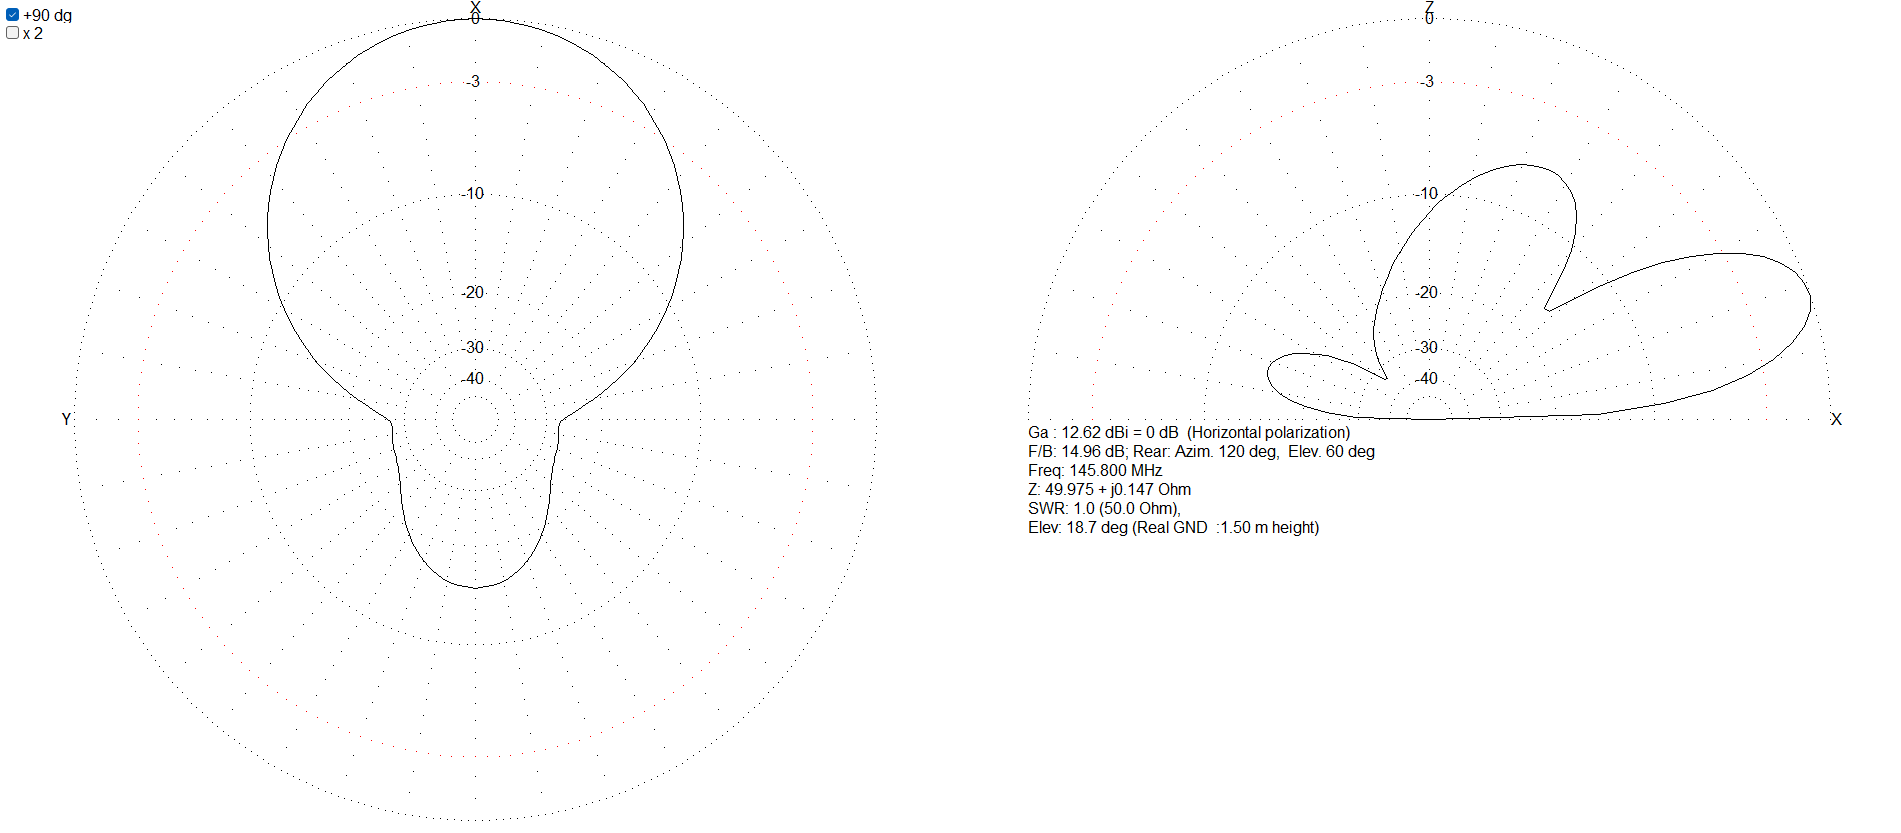 +90 dg
x 2
X
0
-3
-10
-20
-30
-40
Y
Z
0
-3
-10
-20
-30
-40
X
Ga : 12.62 dBi = 0 dB (Horizontal polarization)
F/B: 14.96 dB; Rear: Azim. 120 deg, Elev. 60 deg
Freq: 145.800 MHz
Z: 49.975 + j0.147 Ohm
SWR: 1.0 (50.0 Ohm),
Elev: 18.7 deg (Real GND :1.50 m height)